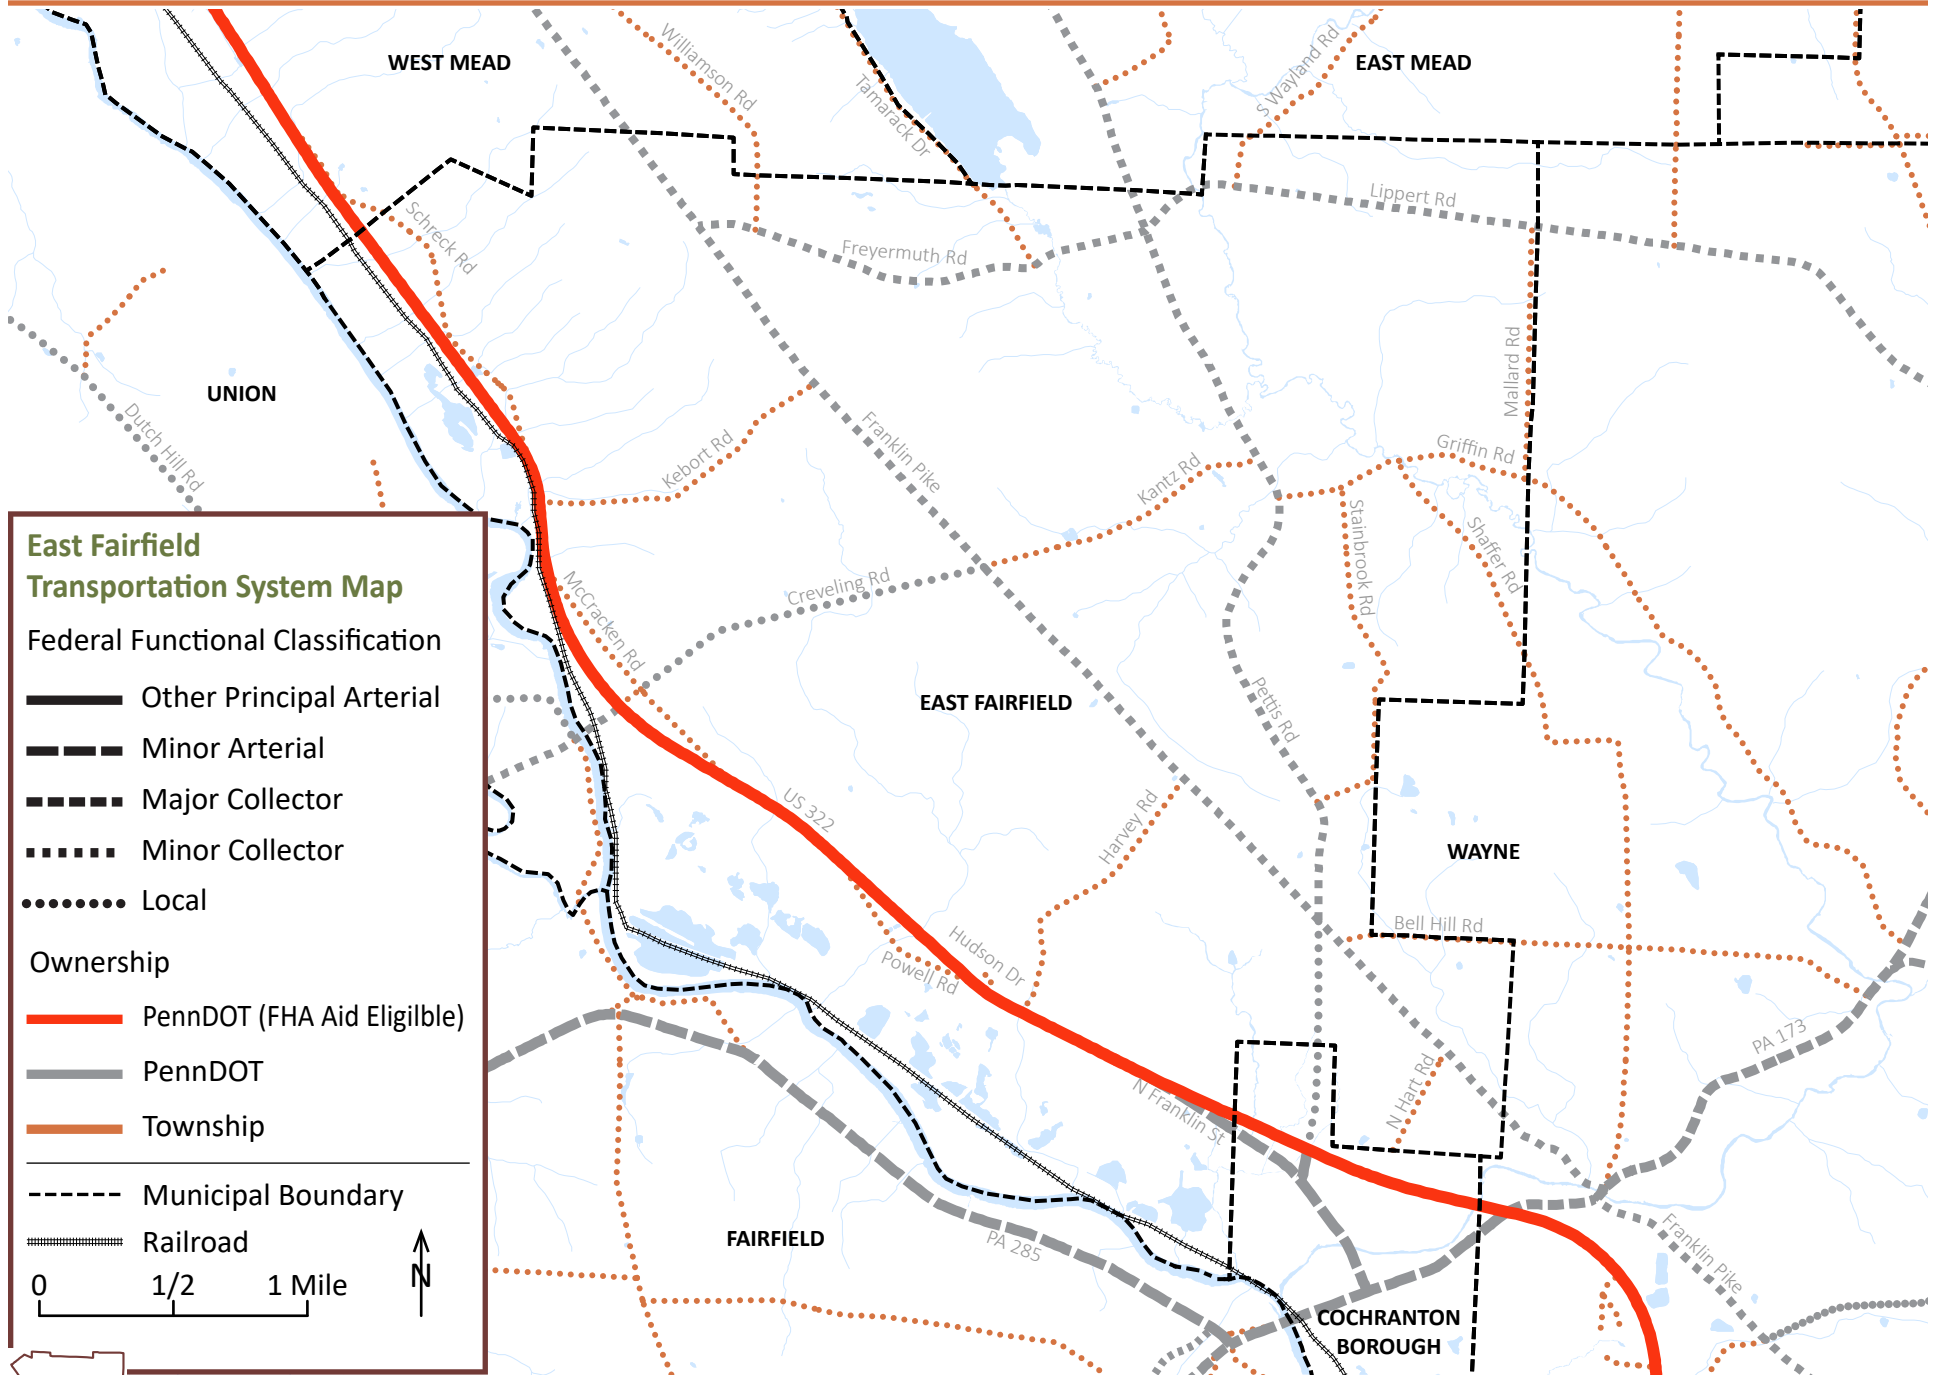 WEST MEAD
Williamson Rd
Tamarack Dr
S Wayland Rd
EAST MEAD
Schreck Rd
Freyermuth Rd
Lippert Rd
UNION
Dutch Hill Rd
Mallard Rd
Kebort Rd
Franklin Pike
Kantz Rd
Griffin Rd
Stainbrook Rd
Shaffer Rd
McCracken Rd
Creveling Rd
EAST FAIRFIELD
Pettis Rd
US 322
Harvey Rd
WAYNE
Bell Hill Rd
Hudson Dr
Powell Rd
PA 173
N Franklin St
N Hart Rd
FAIRFIELD
PA 285
Franklin Pike
COCHRANTON
BOROUGH
East Fairfield
Transportation System Map
Federal Functional Classification
Other Principal Arterial
Minor Arterial
Major Collector
Minor Collector
Local
Ownership
PennDOT (FHA Aid Eligilble)
PennDOT
Township
Municipal Boundary
Railroad
0 1/2 1 Mile
N